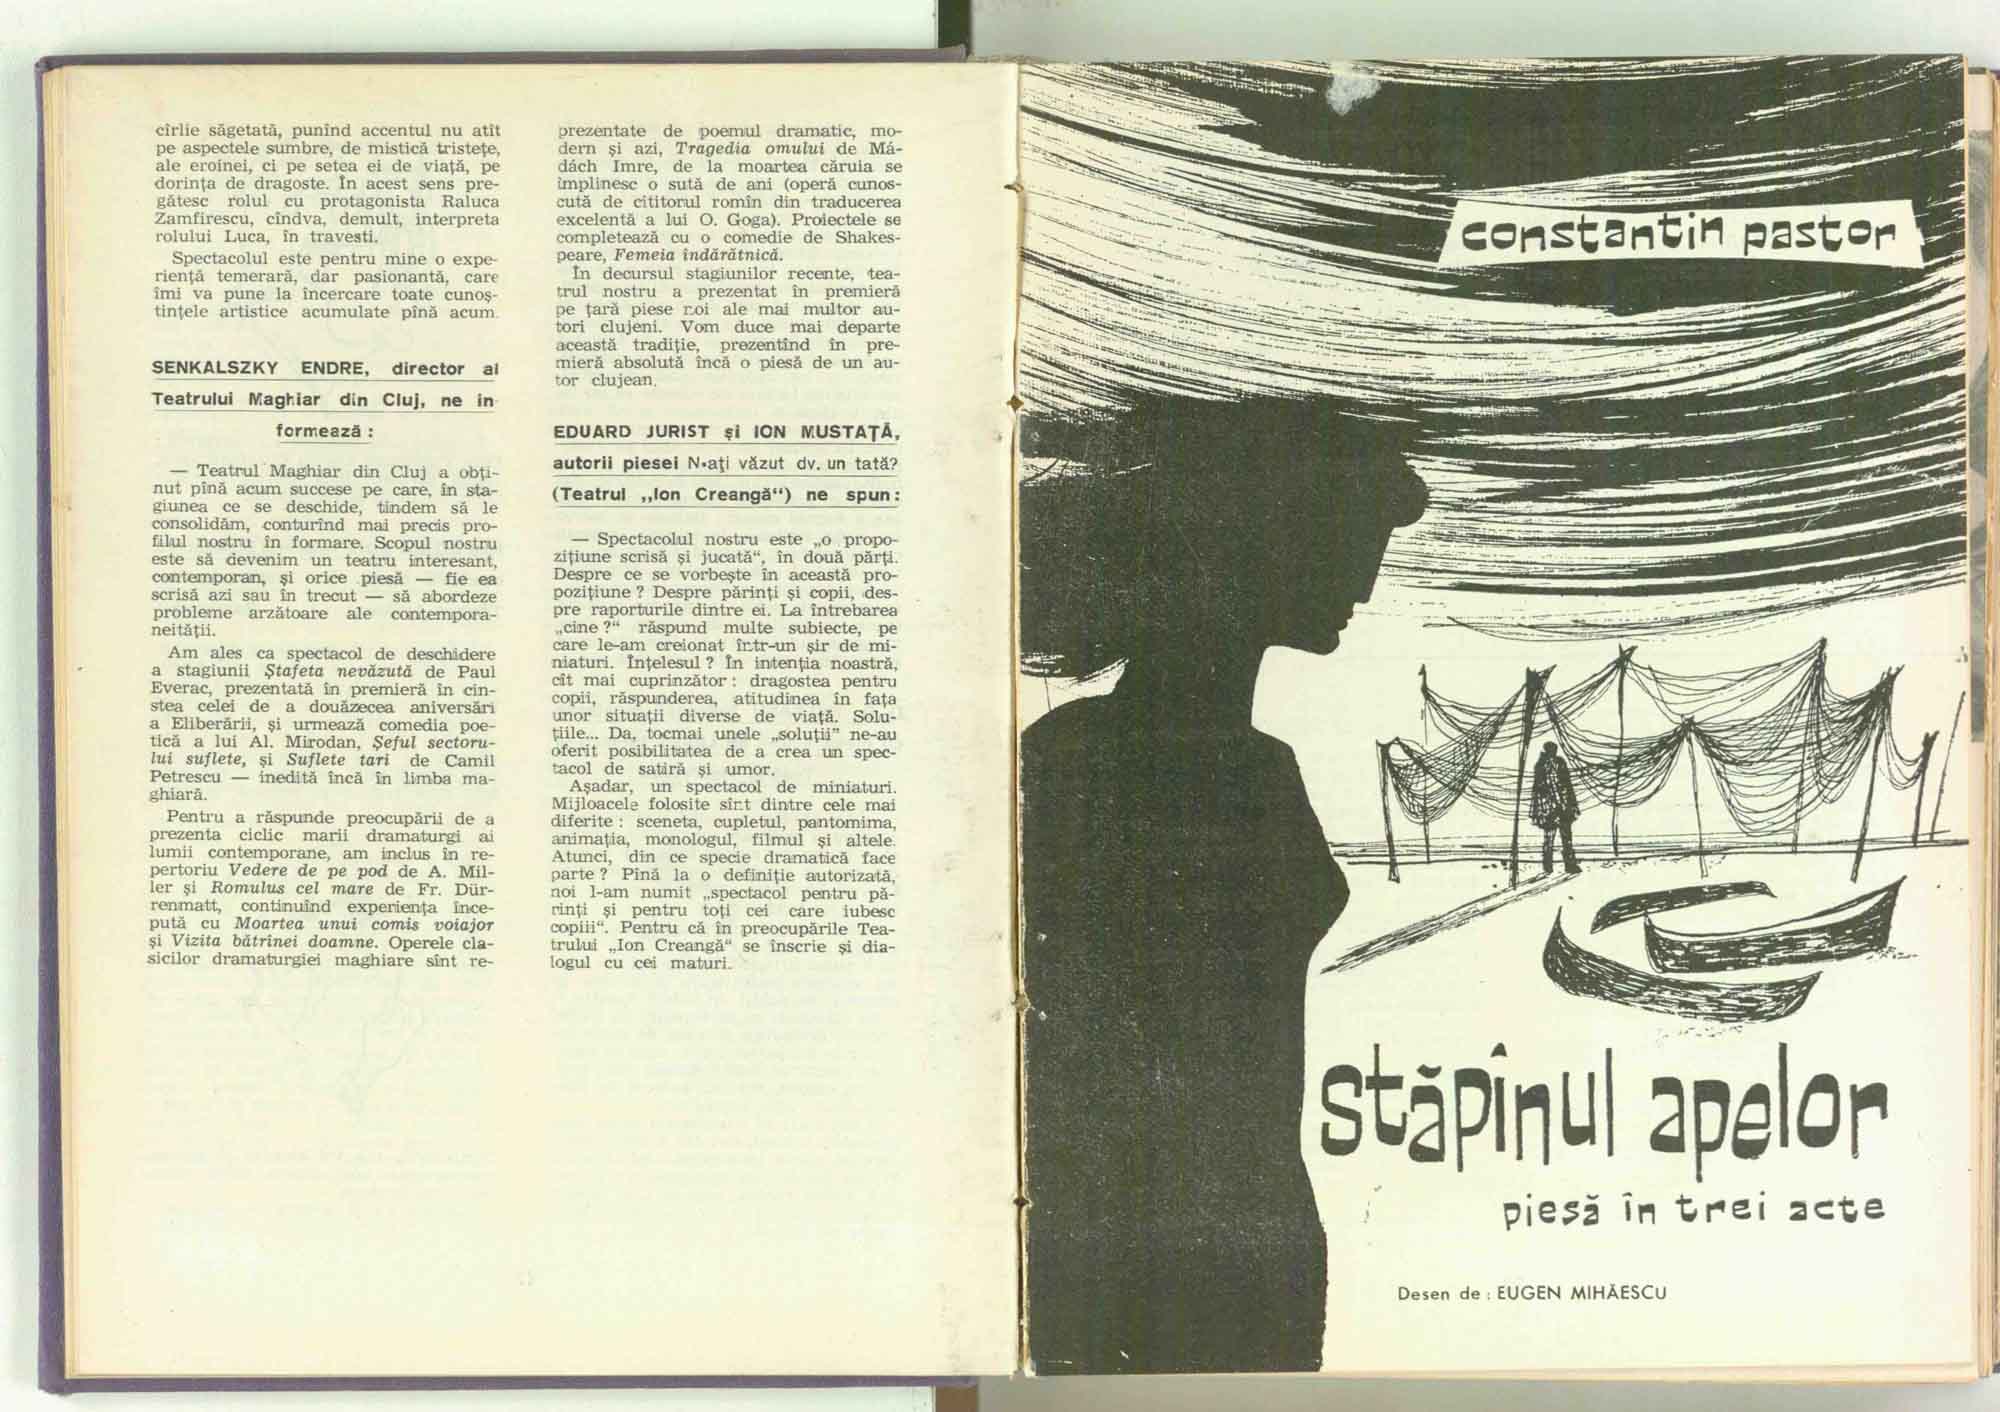 cîrlie săgetată, punînd accentul nu atît
pe aspectele sumbre, de mistică tristețe,
ale eroinei, ci pe setea ei de viață, pe
dorința de dragoste. În acest sens pre-
gătesc rolul cu protagonista Raluca
Zamfirescu, cîndva, demult, interpreta
rolului Luca, în travesti.
Spectacolul este pentru mine o expe-
riență temerară, dar pasionantă, care
îmi va pune la încercare toate cunoș-
tințele artistice acumulate pînă acum.
SENKALSZKY ENDRE, director al
Teatrului Maghiar din Cluj, ne in-
formează :
— Teatrul Maghiar din Cluj a obți-
nut pînă acum succese pe care, în sta-
giunea ce se deschide, tindem să le
consolidăm, conturînd mai precis pro-
filul nostru în formare. Scopul nostru
este să devenim un teatru interesant,
contemporan, și orice piesă — fie ea
scrisă azi sau în trecut — să abordeze
probleme arzătoare ale contempora-
neității.
Am ales ca spectacol de deschidere
a stagiunii Ștafeta nevăzută de Paul
Everac, prezentată în premieră în cin-
stea celei de a douăzecea aniversări
a Eliberării, și urmează comedia poe-
tică a lui Al. Mirodan, Șeful sectoru-
lui suflete, și Suflete tari de Camil
Petrescu — inedită încă în limba ma-
ghiară.
Pentru a răspunde preocupării de a
prezenta ciclic marii dramaturgi ai
lumii contemporane, am inclus în re-
pertoriu Vedere de pe pod de A. Mil-
ler și Romulus cel mare de Fr. Dür-
renmatt, continuînd experiența înce-
pută cu Moartea unui comis voiajor
și Vizita bătrînei doamne. Operele cla-
sicilor dramaturgiei maghiare sînt re-
prezentate de poemul dramatic, mo-
dern și azi, Tragedia omului de Má-
dách Imre, de la moartea căruia se
împlinesc o sută de ani (operă cunos-
cută de cititorul romîn din traducerea
excelentă a lui O. Goga). Proiectele se
completează cu o comedie de Shakes-
peare, Femeia îndărătnică.
În decursul stagiunilor recente, tea-
trul nostru a prezentat în premieră
pe țară piese noi ale mai multor au-
tori clujeni. Vom duce mai departe
această tradiție, prezentînd în pre-
mieră absolută încă o piesă de un au-
tor clujean.
EDUARD JURIST și ION MUSTAȚĂ,
autorii piesei N-ați văzut dv. un tată?
(Teatrul „Ion Creangă“) ne spun :
— Spectacolul nostru este „o propo-
zițiune scrisă și jucată“, în două părți.
Despre ce se vorbește în această pro-
pozițiune ? Despre părinți și copii, des-
pre raporturile dintre ei. La întrebarea
„cine ?“ răspund multe subiecte, pe
care le-am creionat într-un șir de mi-
niaturi. Înțelesul ? În intenția noastră,
cît mai cuprinzător : dragostea pentru
copii, răspunderea, atitudinea în fața
unor situații diverse de viață. Solu-
țiile... Da, tocmai unele „soluții” ne-au
oferit posibilitatea de a crea un spec-
tacol de satiră și umor.
Așadar, un spectacol de miniaturi.
Mijloacele folosite sînt dintre cele mai
diferite : sceneta, cupletul, pantomima,
animația, monologul, filmul și altele.
Atunci, din ce specie dramatică face
parte ? Pînă la o definiție autorizată,
noi l-am numit „spectacol pentru pă-
rinți și pentru toți cei care iubesc
copiii“. Pentru că în preocupările Tea-
trului „Ion Creangă“ se înscrie și dia-
logul cu cei maturi.
constantin pastor
stăpînul apelor
piesă în trei acte
Desen de : EUGEN MIHĂESCU